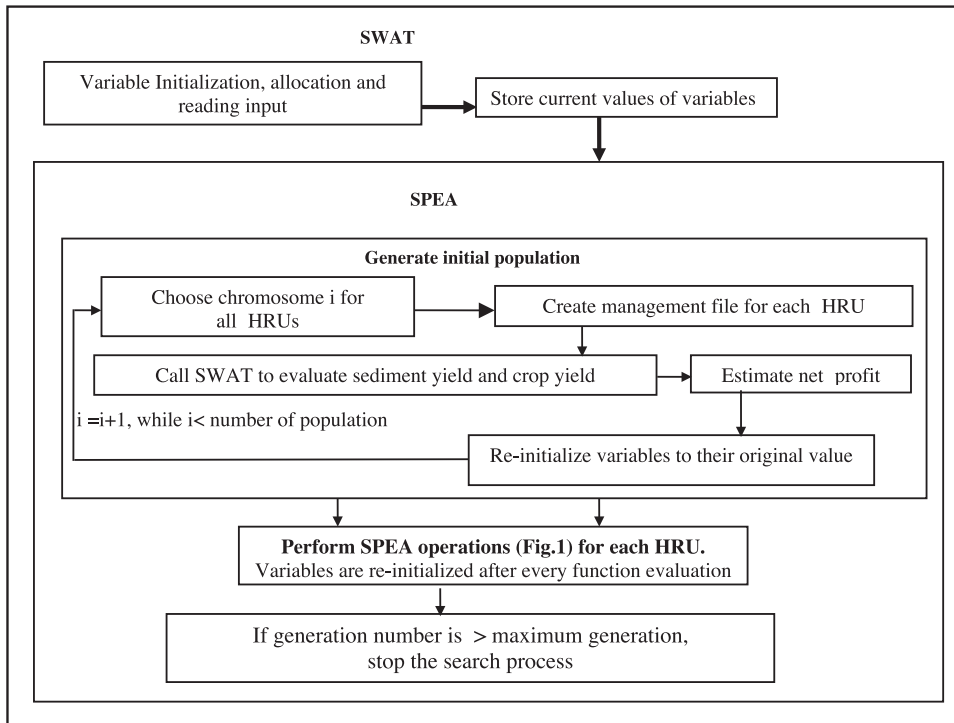 SWAT
Variable Initialization, allocation and
reading input
Store current values of variables
SPEA
Generate initial population
Choose chromosome i for
all HRUs
Create management file for each HRU
Call SWAT to evaluate sediment yield and crop yield
Estimate net profit
i =i+1, while i< number of population
Re-initialize variables to their original value
Perform SPEA operations (Fig.1) for each HRU.
Variables are re-initialized after every function evaluation
If generation number is > maximum generation,
stop the search process